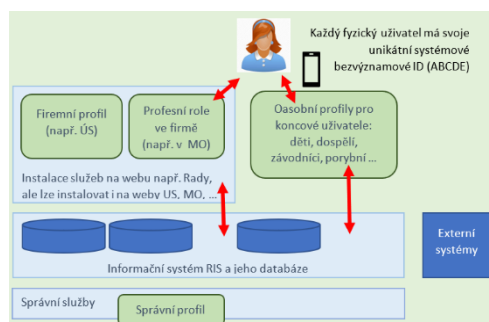 Každý fyzický uživatel má svoje
unikátní systémové
bezvýznamové ID (ABCDE)
Firemní profil
(např. ÚS)
Profesní role
ve firmě
(např. v MO)
Oasobní profily pro
koncové uživatele:
děti, dospělí,
závodníci, porybní ...
Instalace služeb na webu např. Rady,
ale lze instalovat i na weby US, MO, ...
Externí
systémy
Informační systém RIS a jeho databáze
Správní služby
Správní profil